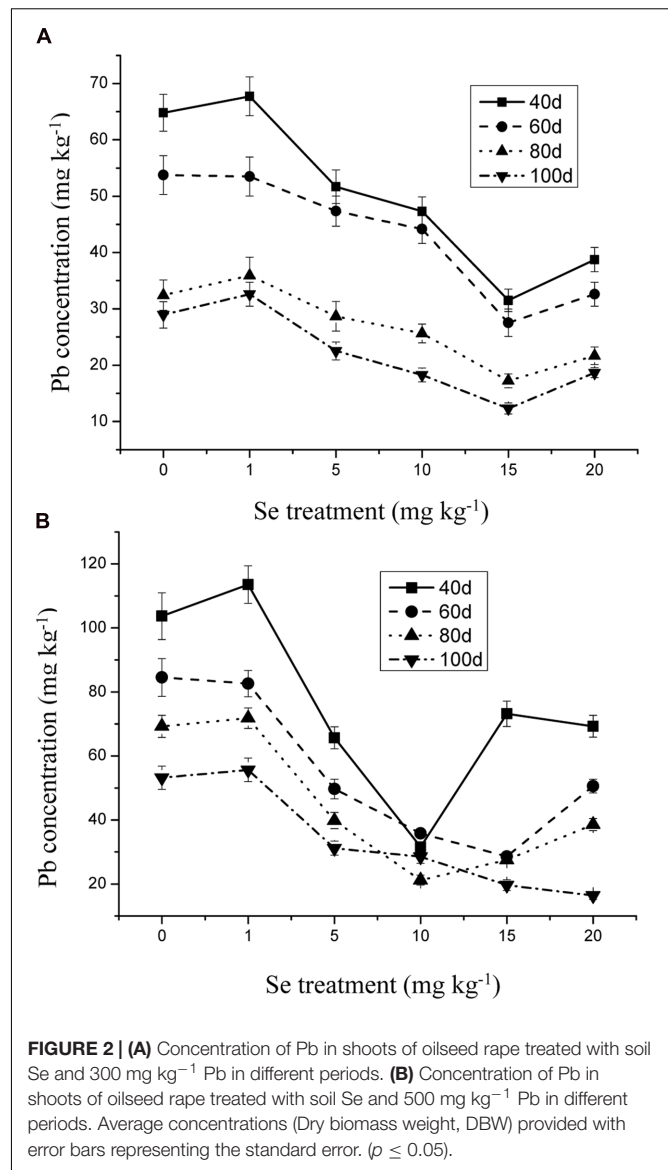 A
70
60
50
40
30
20
10
Pb concentration (mg kg⁻¹)
40d
60d
80d
100d
0 1 5 10 15 20
Se treatment (mg kg⁻¹)
B
120
100
80
60
40
20
Pb concentration (mg kg⁻¹)
40d
60d
80d
100d
0 1 5 10 15 20
Se treatment (mg kg⁻¹)
FIGURE 2 | (A) Concentration of Pb in shoots of oilseed rape treated with soil
Se and 300 mg kg⁻¹ Pb in different periods. (B) Concentration of Pb in
shoots of oilseed rape treated with soil Se and 500 mg kg⁻¹ Pb in different
periods. Average concentrations (Dry biomass weight, DBW) provided with
error bars representing the standard error. (p ≤ 0.05).